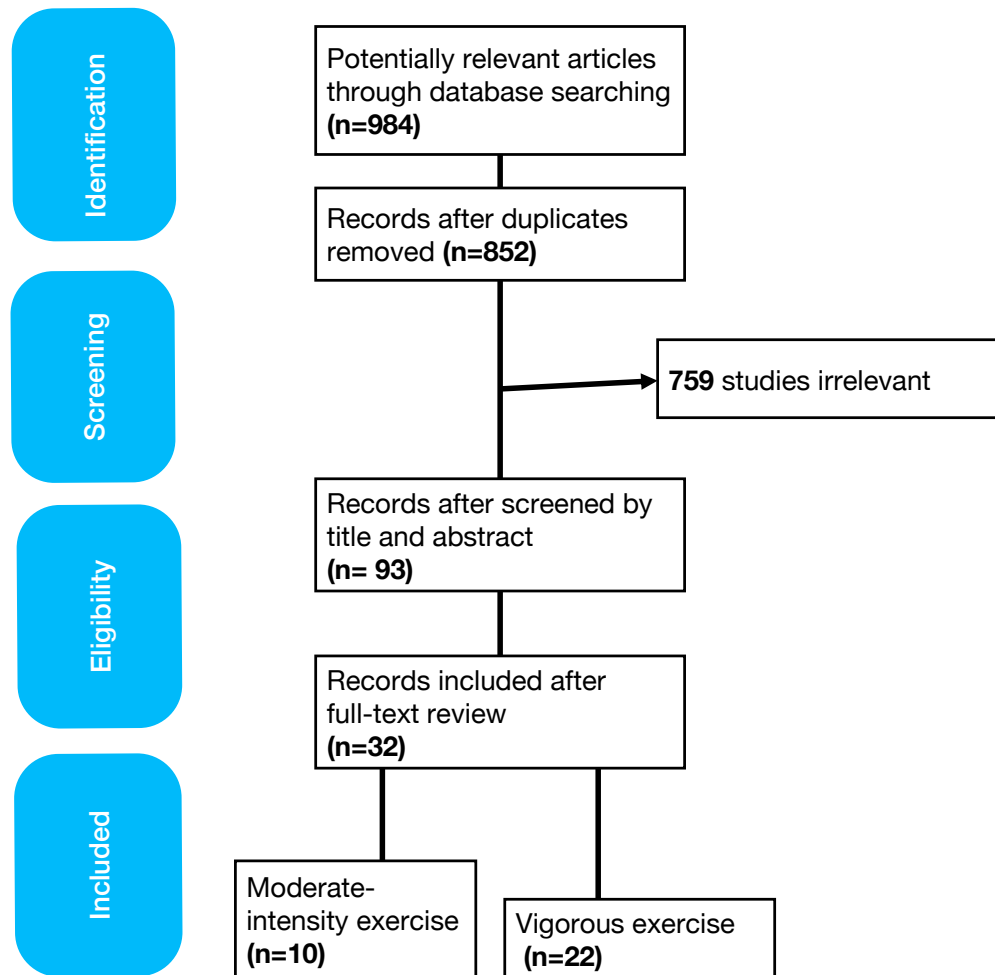 Identification
Potentially relevant articles
through database searching
(n=984)
Records after duplicates
removed (n=852)
Screening
759 studies irrelevant
Records after screened by
title and abstract
(n= 93)
Eligibility
Records included after
full-text review
(n=32)
Included
Moderate-
intensity exercise
(n=10)
Vigorous exercise
(n=22)